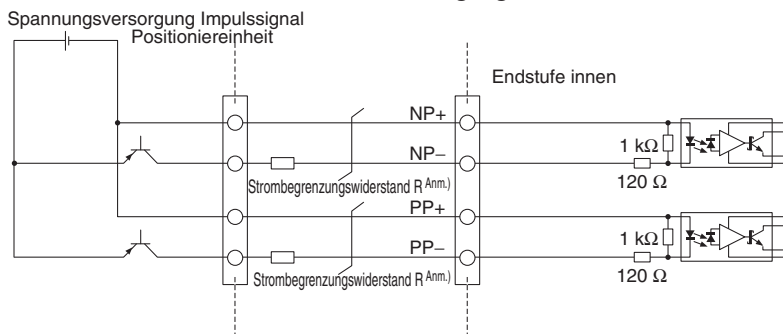 Spannungsversorgung Impulssignal
Positioniereinheit
Endstufe innen
NP+
1 kΩ
NP−
120 Ω
Strombegrenzungswiderstand R Anm.)
PP+
1 kΩ
PP−
120 Ω
Strombegrenzungswiderstand R Anm.)